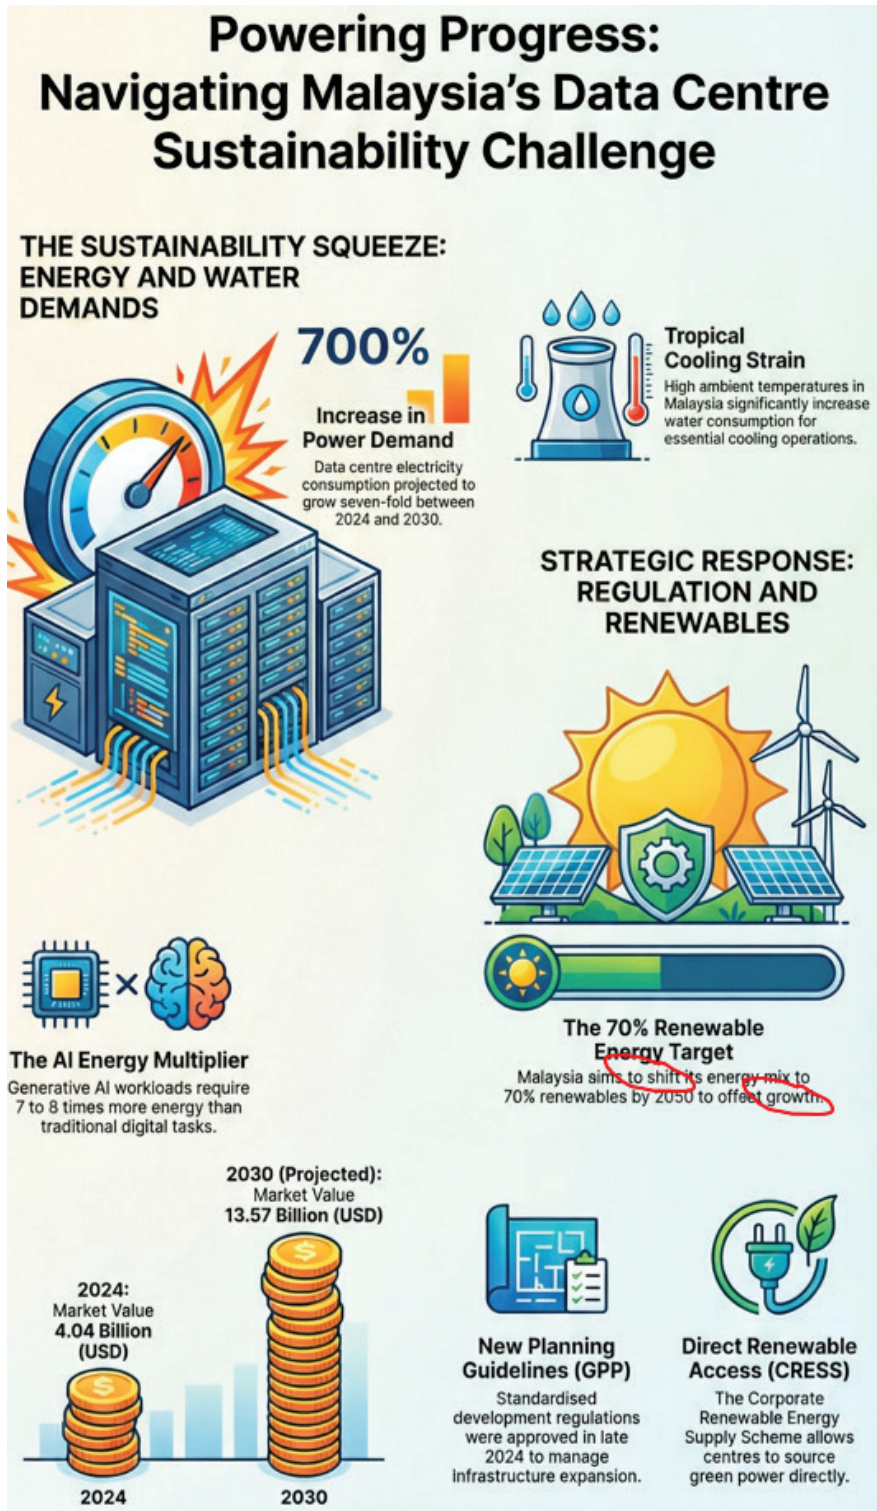 Powering Progress:
Navigating Malaysia's Data Centre
Sustainability Challenge
THE SUSTAINABILITY SQUEEZE:
ENERGY AND WATER
DEMANDS
700%
Increase in
Power Demand
Data centre electricity
consumption projected to
grow seven-fold between
2024 and 2030.
Tropical
Cooling Strain
High ambient temperatures in
Malaysia significantly increase
water consumption for
essential cooling operations.
STRATEGIC RESPONSE:
REGULATION AND
RENEWABLES
The AI Energy Multiplier
Generative AI workloads require
7 to 8 times more energy than
traditional digital tasks.
The 70% Renewable
Energy Target
Malaysia aims to shift its energy mix to
70% renewables by 2050 to offset growth.
2024:
Market Value
4.04 Billion
(USD)
2030 (Projected):
Market Value
13.57 Billion (USD)
2024
2030
New Planning
Guidelines (GPP)
Standardised
development regulations
were approved in late
2024 to manage
infrastructure expansion.
Direct Renewable
Access (CRESS)
The Corporate
Renewable Energy
Supply Scheme allows
centres to source
green power directly.